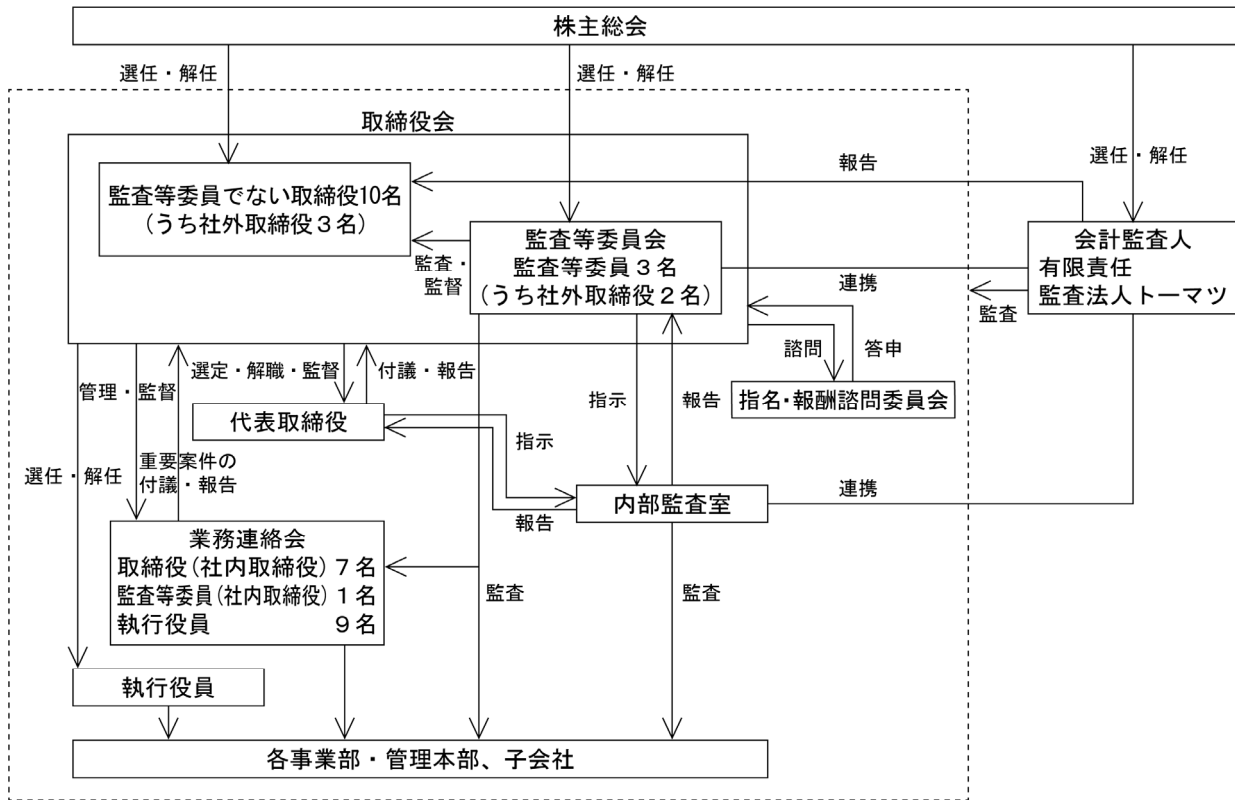 株主総会
選任・解任
選任・解任
選任・解任
取締役会
監査等委員でない取締役10名
(うち社外取締役３名)
報告
監査等委員会
監査等委員３名
(うち社外取締役２名)
監査・
監督
連携
会計監査人
有限責任
監査法人トーマツ
監査
諮問
答申
指名・報酬諮問委員会
管理・監督
選定・解職・監督
付議・報告
代表取締役
指示
報告
指示
報告
選任・解任
重要案件の
付議・報告
内部監査室
連携
業務連絡会
取締役(社内取締役)７名
監査等委員(社内取締役)１名
執行役員 ９名
監査
監査
執行役員
各事業部・管理本部、子会社